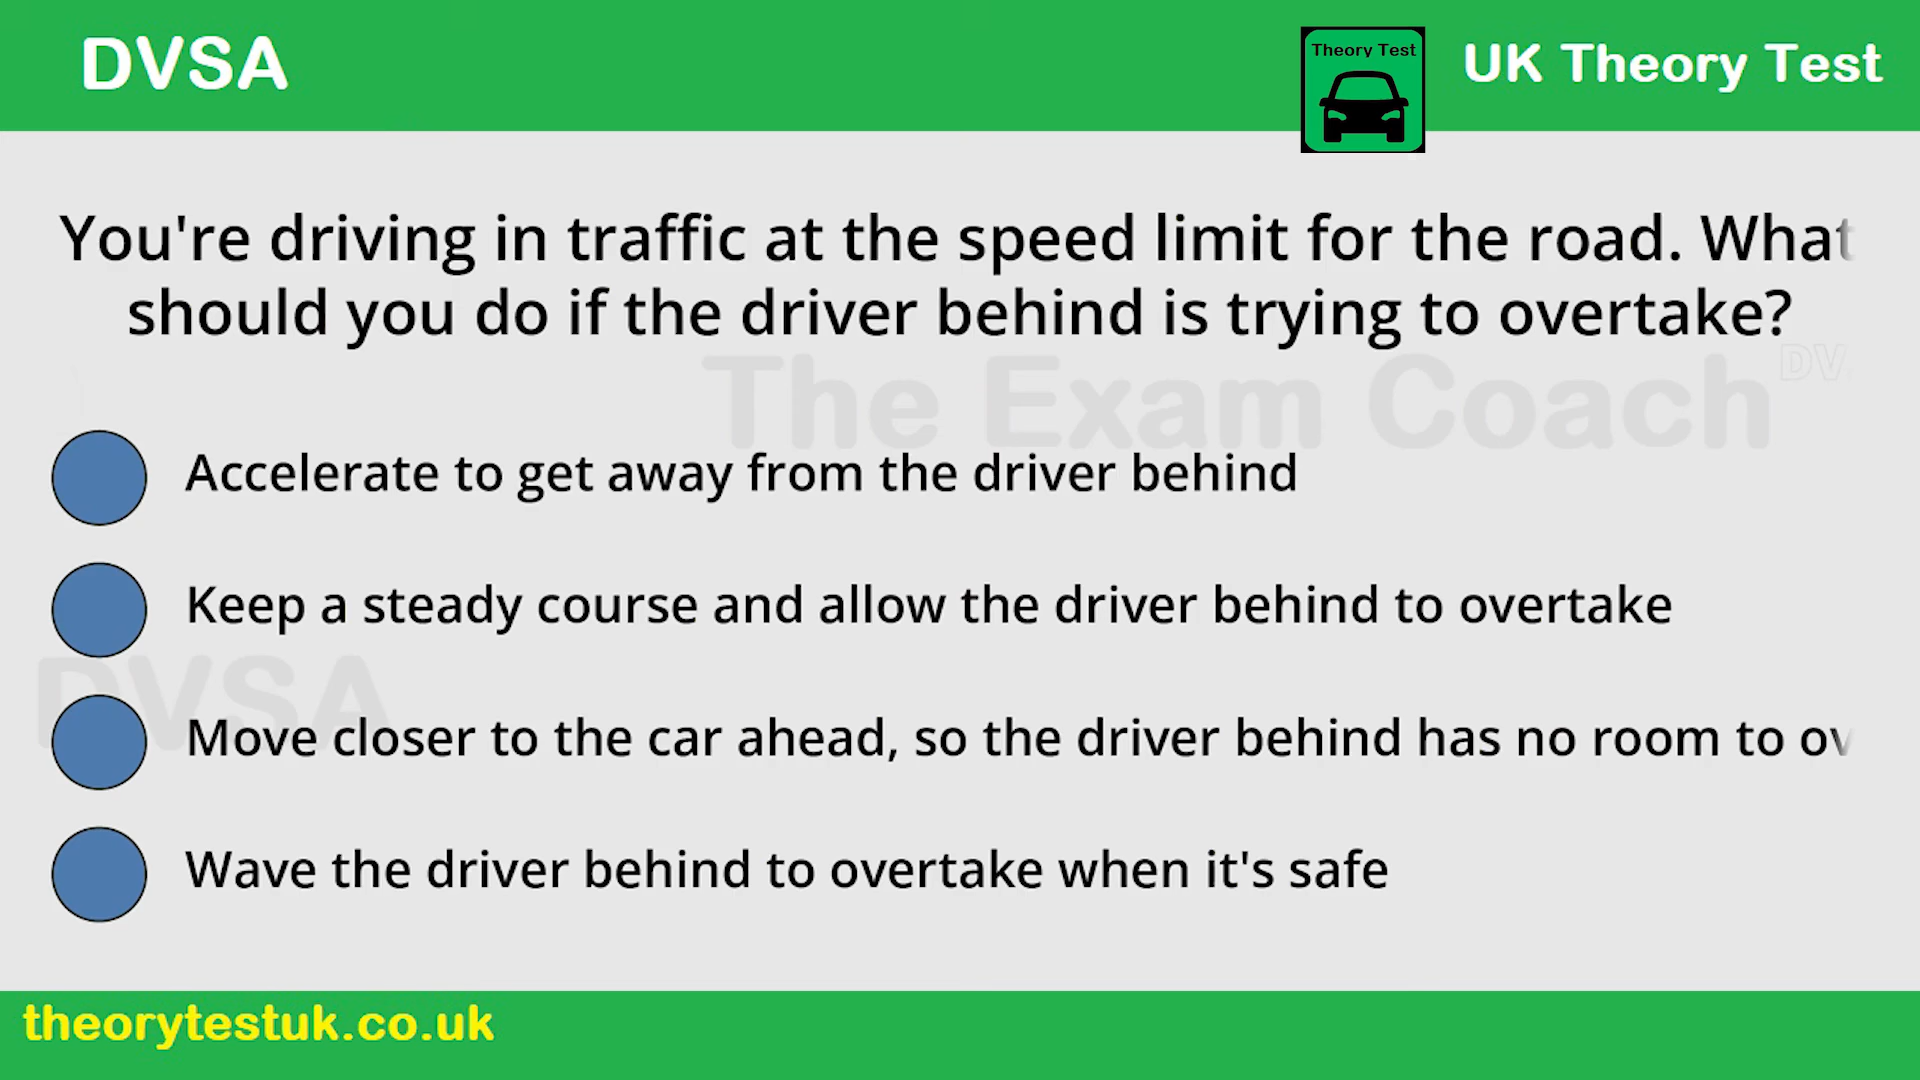 DVSA
Theory Test
UK Theory Test
You're driving in traffic at the speed limit for the road. What
should you do if the driver behind is trying to overtake?
The Exam Coach
DV
Accelerate to get away from the driver behind
Keep a steady course and allow the driver behind to overtake
DVSA
Move closer to the car ahead, so the driver behind has no room to ov
Wave the driver behind to overtake when it's safe
theorytestuk.co.uk